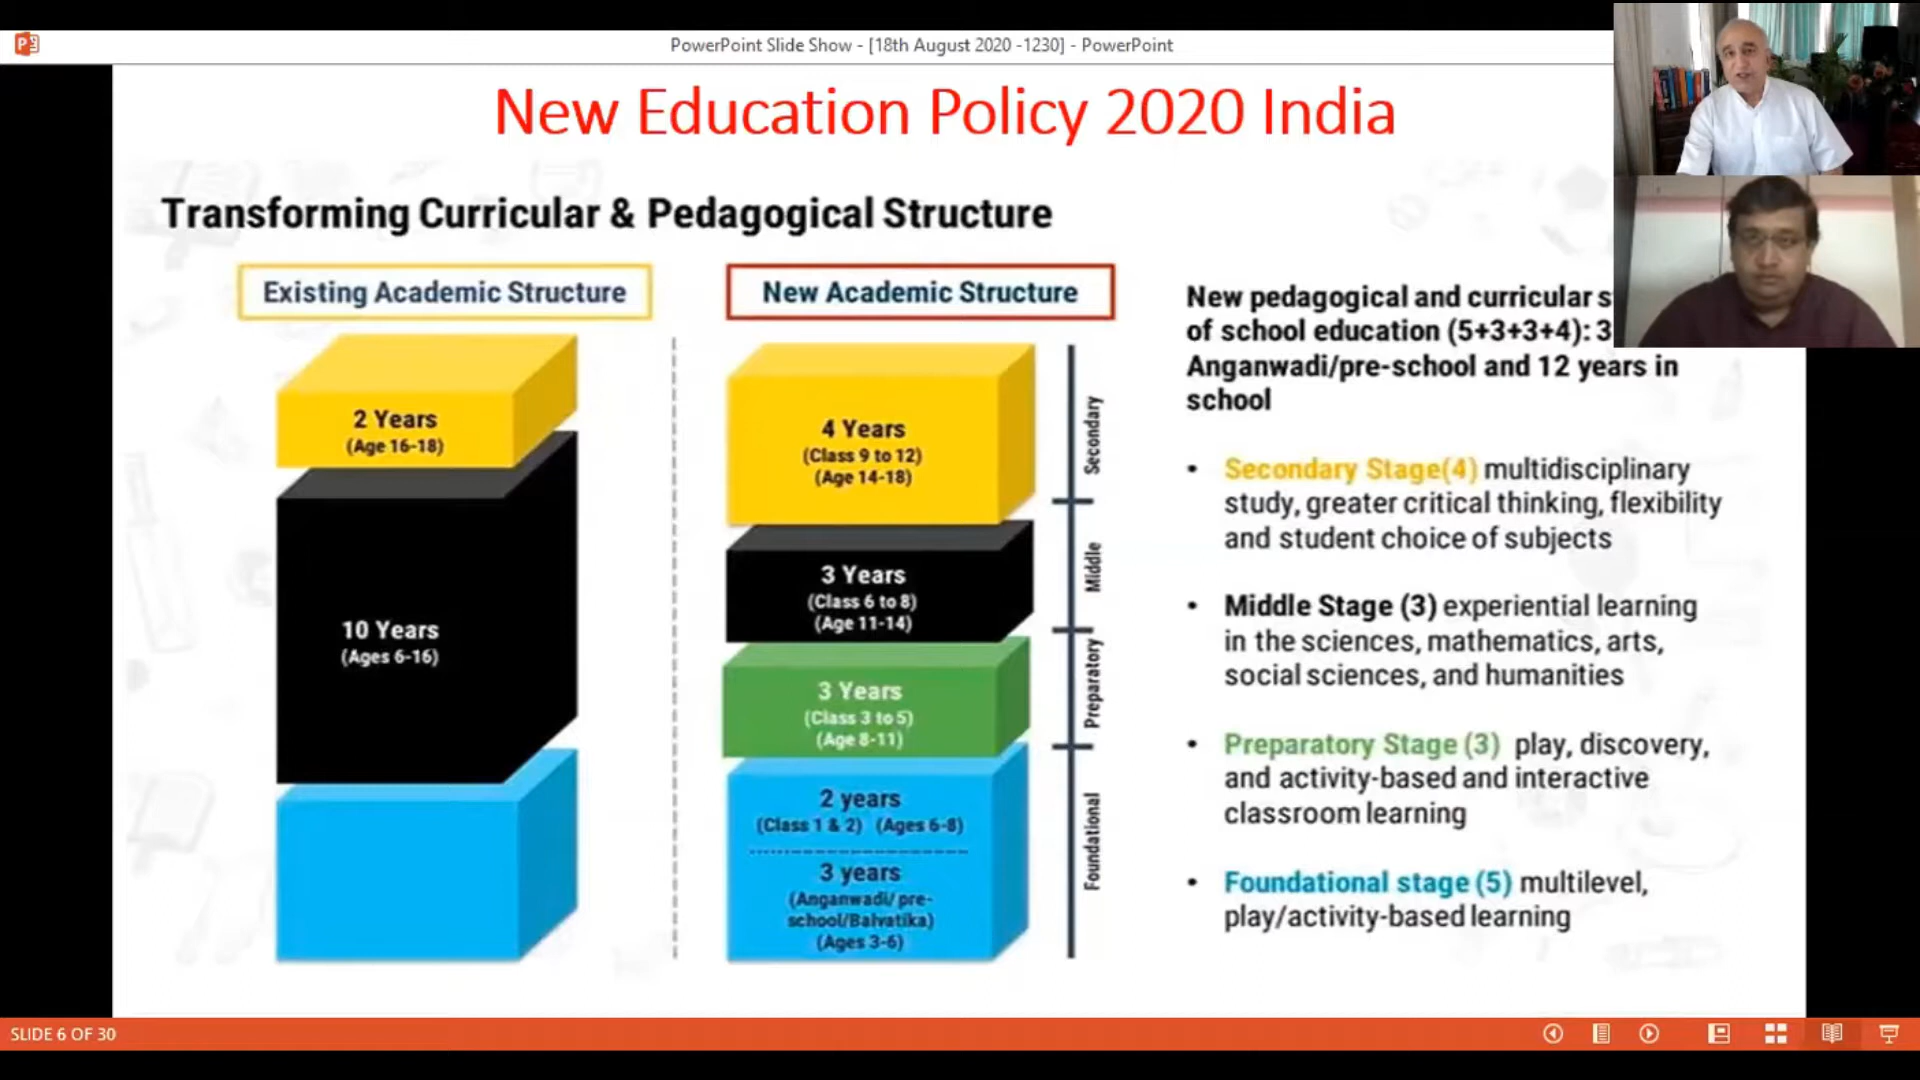 PowerPoint Slide Show - [18th August 2020 -1230] - PowerPoint
New Education Policy 2020 India
Transforming Curricular & Pedagogical Structure
Existing Academic Structure
2 Years
(Age 16-18)
10 Years
(Ages 6-16)
New Academic Structure
4 Years
(Class 9 to 12)
(Age 14-18)
Secondary
3 Years
(Class 6 to 8)
(Age 11-14)
Middle
3 Years
(Class 3 to 5)
(Age 8-11)
Preparatory
2 years
(Class 1 & 2) (Ages 6-8)
3 years
(Anganwadi/ pre-
school/Balvatika)
(Ages 3-6)
Foundational
New pedagogical and curricular s
of school education (5+3+3+4): 3
Anganwadi/pre-school and 12 years in
school
• Secondary Stage(4) multidisciplinary
study, greater critical thinking, flexibility
and student choice of subjects
• Middle Stage (3) experiential learning
in the sciences, mathematics, arts,
social sciences, and humanities
• Preparatory Stage (3) play, discovery,
and activity-based and interactive
classroom learning
• Foundational stage (5) multilevel,
play/activity-based learning
SLIDE 6 OF 30